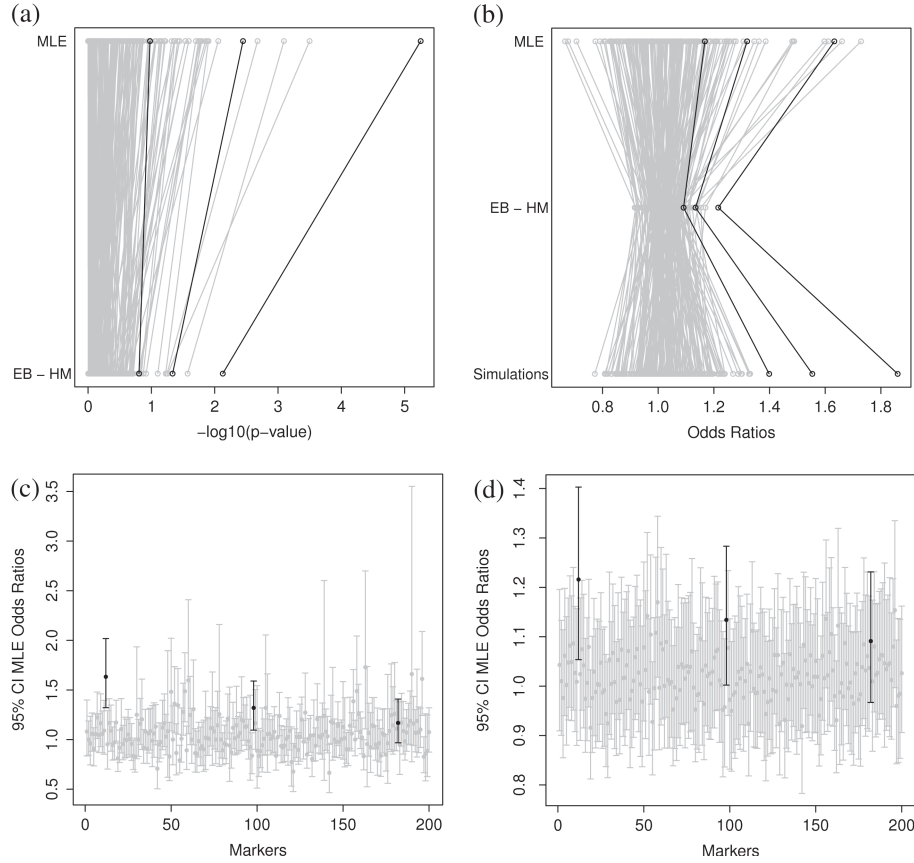 (a)
MLE
EB – HM
0 1 2 3 4 5
–log10(p–value)
(b)
MLE
EB – HM
Simulations
0.8 1.0 1.2 1.4 1.6 1.8
Odds Ratios
(c)
95% CI MLE Odds Ratios
3.5
3.0
2.5
2.0
1.5
1.0
0.5
0 50 100 150 200
Markers
(d)
95% CI MLE Odds Ratios
1.4
1.3
1.2
1.1
1.0
0.9
0.8
0 50 100 150 200
Markers